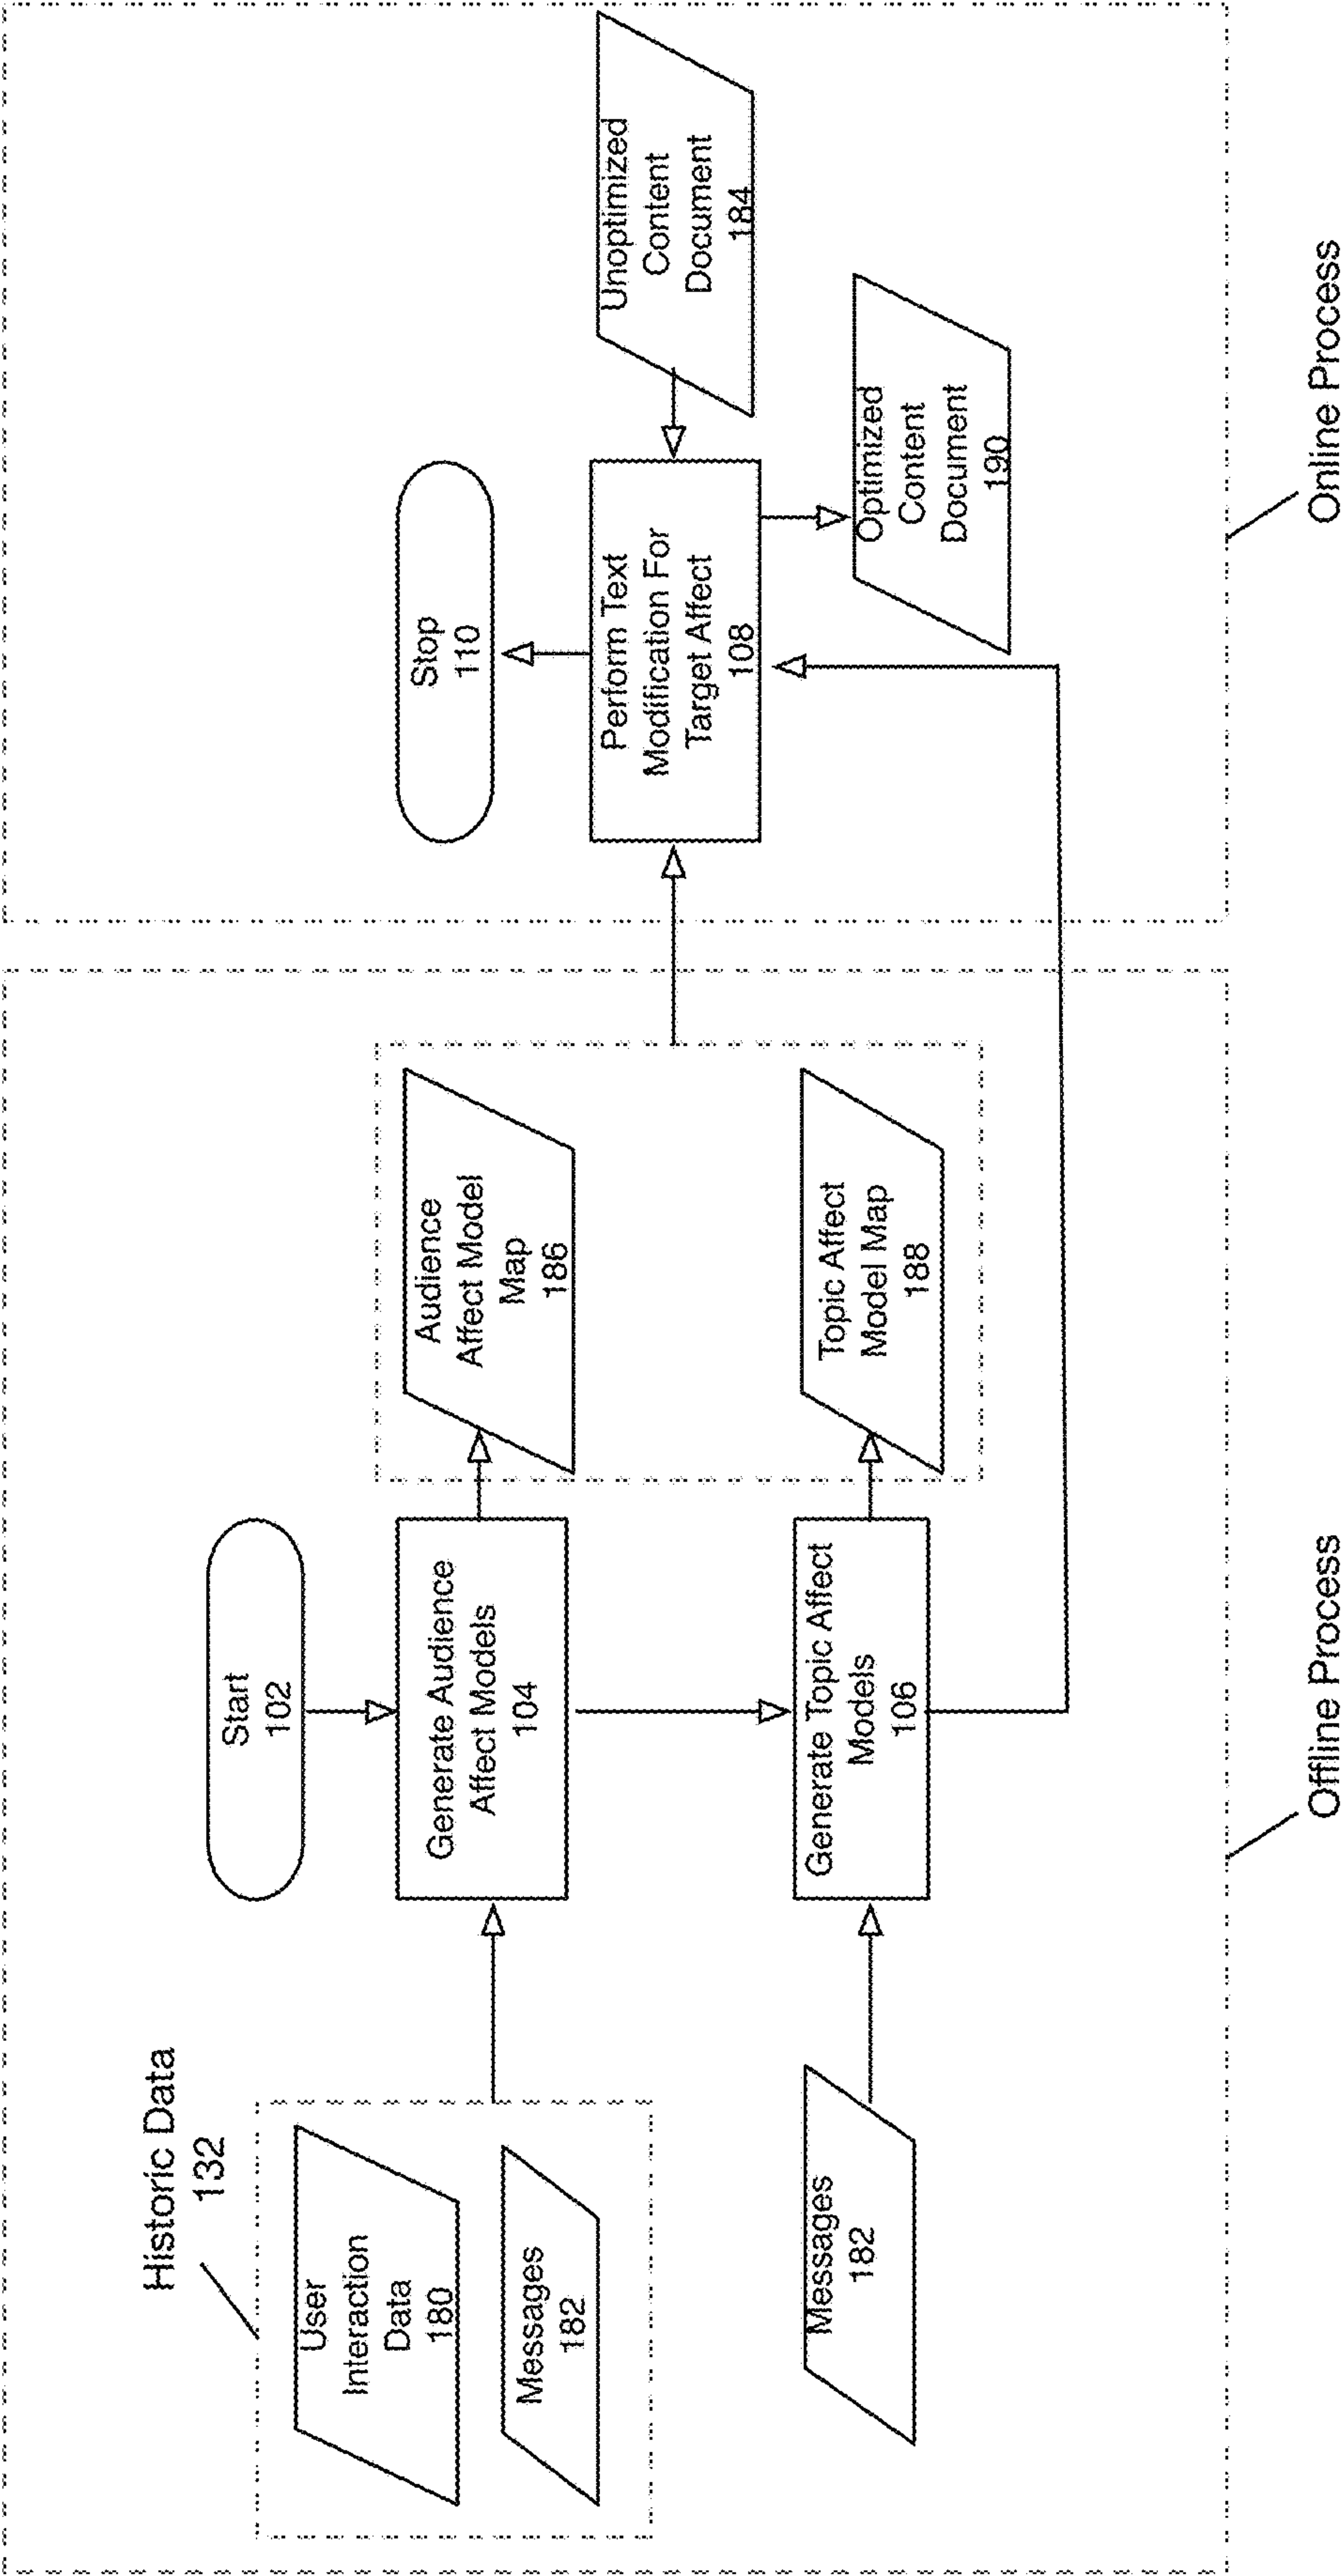 Historic Data
132
User
Interaction
Data
180
Messages
182
Messages
182
Start
102
Generate Audience
Affect Models
104
Generate Topic Affect
Models
106
Audience
Affect Model
Map
186
Topic Affect
Model Map
188
Offline Process
Stop
110
Perform Text
Modification For
Target Affect
108
Unoptimized
Content
Document
184
Optimized
Content
Document
190
Online Process